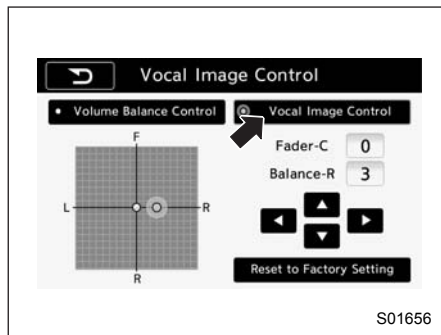 Vocal Image Control
Volume Balance Control
Vocal Image Control
F
L
R
R
Fader-C 0
Balance-R 3
Reset to Factory Setting
S01656